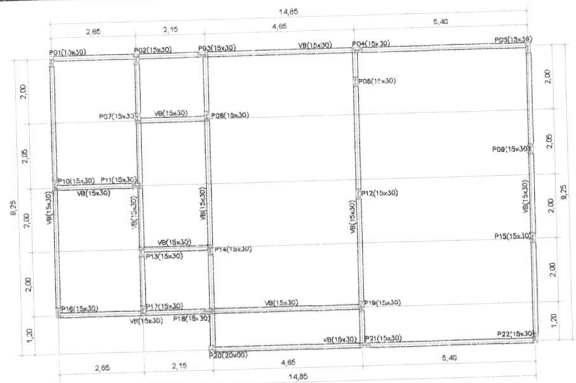 14,85
2,65 2,15 4,65 5,40
P01(15x30) P02(15x30) P03(15x30) VB(15x30) P04(15x30) P05(15x30)
2,00 P06(15x30) 2,00
P07(15x30) VB(15x30) P08(15x30)
2,05 P09(15x30) 2,05
P10(15x30) P11(15x30)
VB(15x30) P12(15x30)
9,25 2,00 VB(15x30) VB(15x30) VB(15x30) VB(15x30) VB(15x30) 2,00 9,25
VB(15x30) P14(15x30) P15(15x30)
P13(15x30)
2,00 2,00
P16(15x30) P17(15x30) VB(15x30) P19(15x30)
VB(15x30) P18(15x30)
1,20 VB(15x30) P21(15x30) P22(15x30) 1,20
P20(20x00)
2,65 2,15 4,65 5,40
14,85